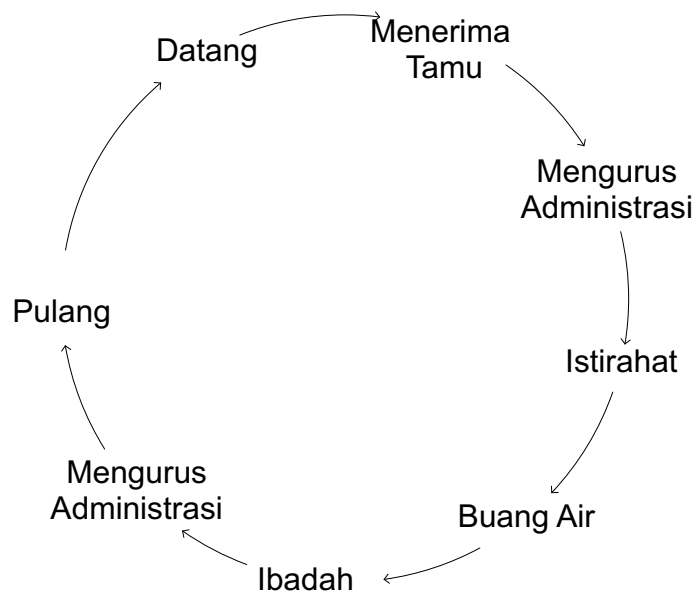 Datang
Menerima
Tamu
Mengurus
Administrasi
Istirahat
Buang Air
Ibadah
Mengurus
Administrasi
Pulang